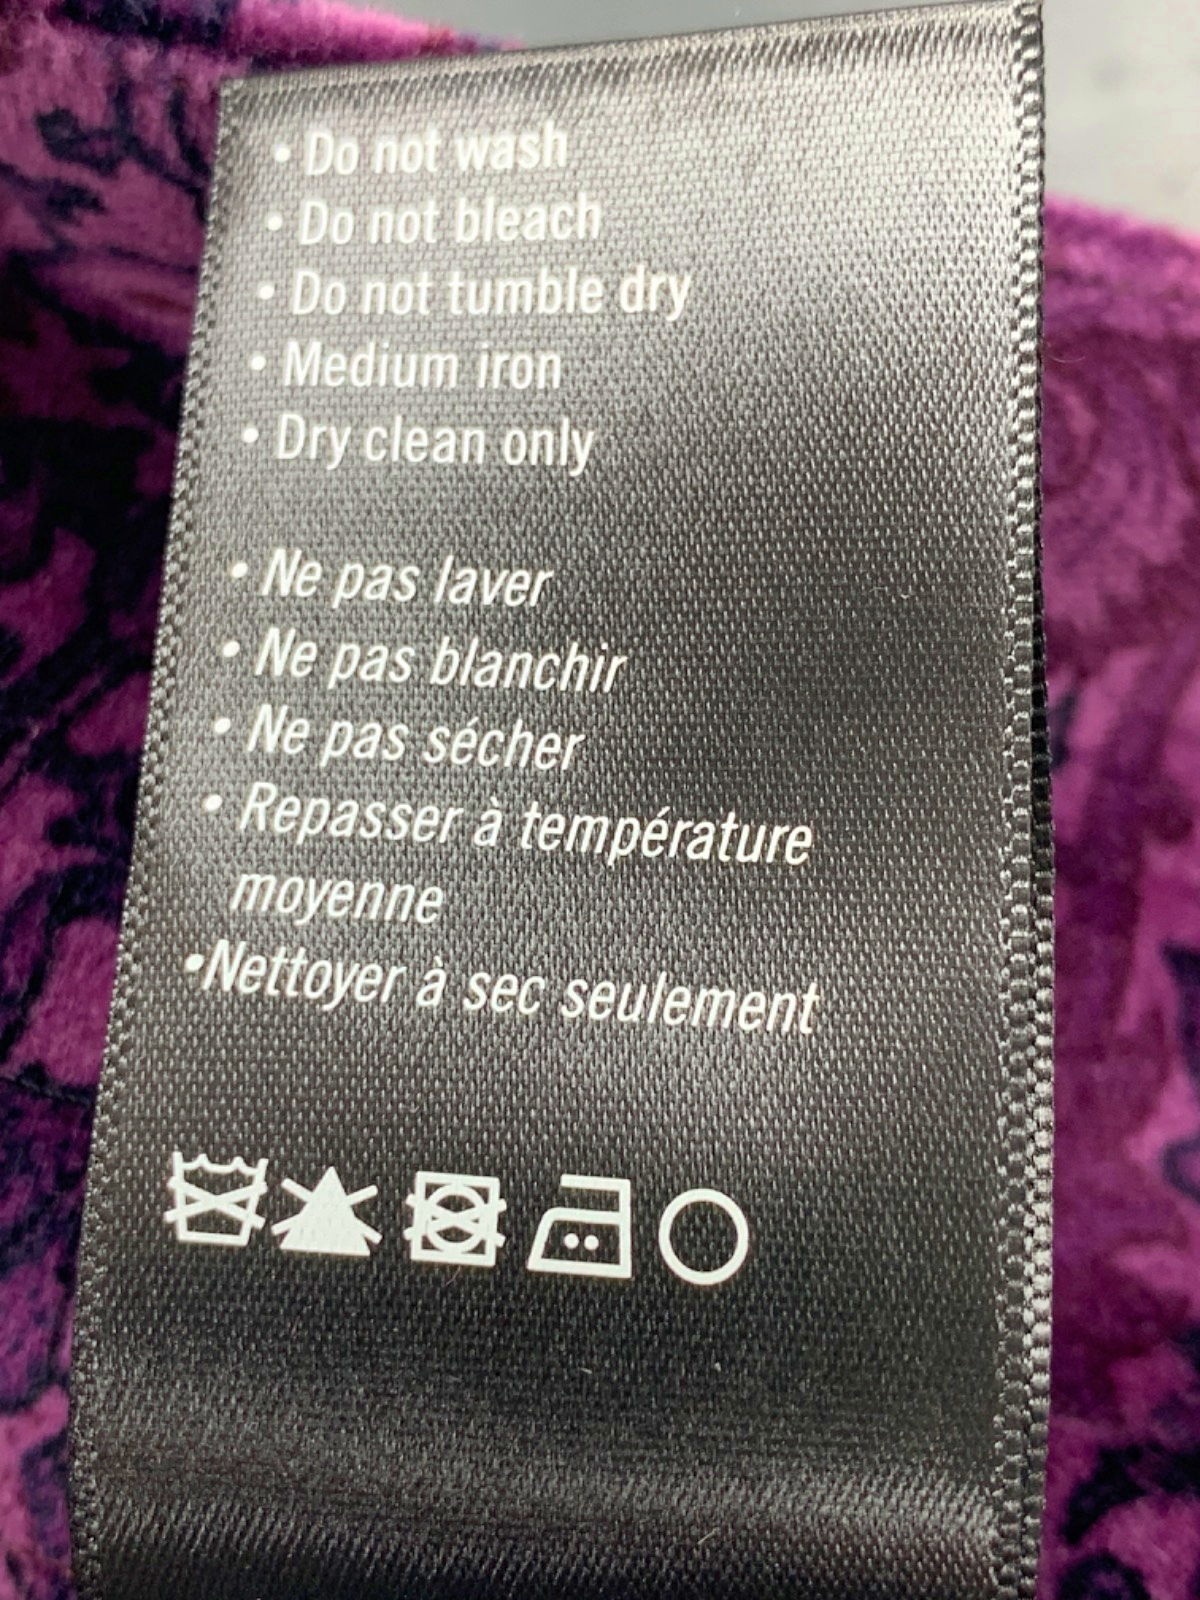 • Do not wash
• Do not bleach
• Do not tumble dry
• Medium iron
• Dry clean only
• Ne pas laver
• Ne pas blanchir
• Ne pas sécher
• Repasser à température
moyenne
•Nettoyer à sec seulement